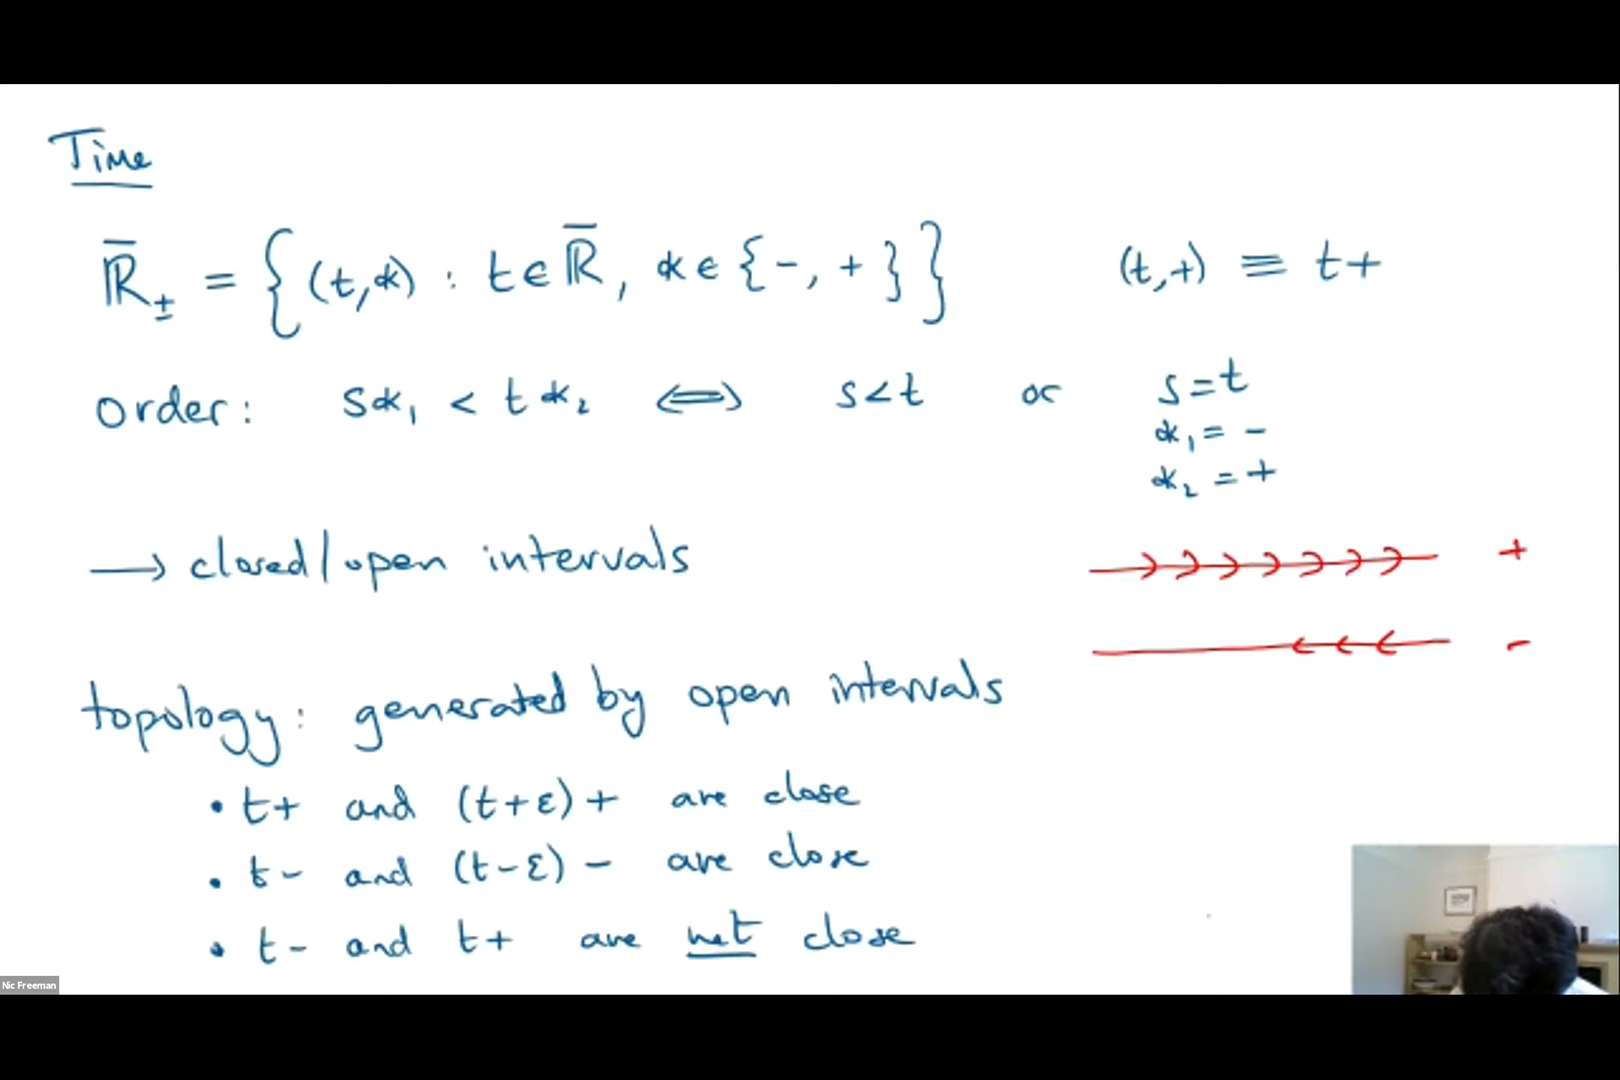 Time
ℝ̄± = { (t,α) : t ∈ ℝ̄, α ∈ {-, +} }    (t,+) ≡ t+
order: sα₁ < tα₂ ⟺ s<t or s=t
α₁ = -
α₂ = +
→ closed/open intervals
+
-
topology: generated by open intervals
• t+ and (t+ε)+ are close
• t- and (t-ε)- are close
• t- and t+ are not close
Nic Freeman